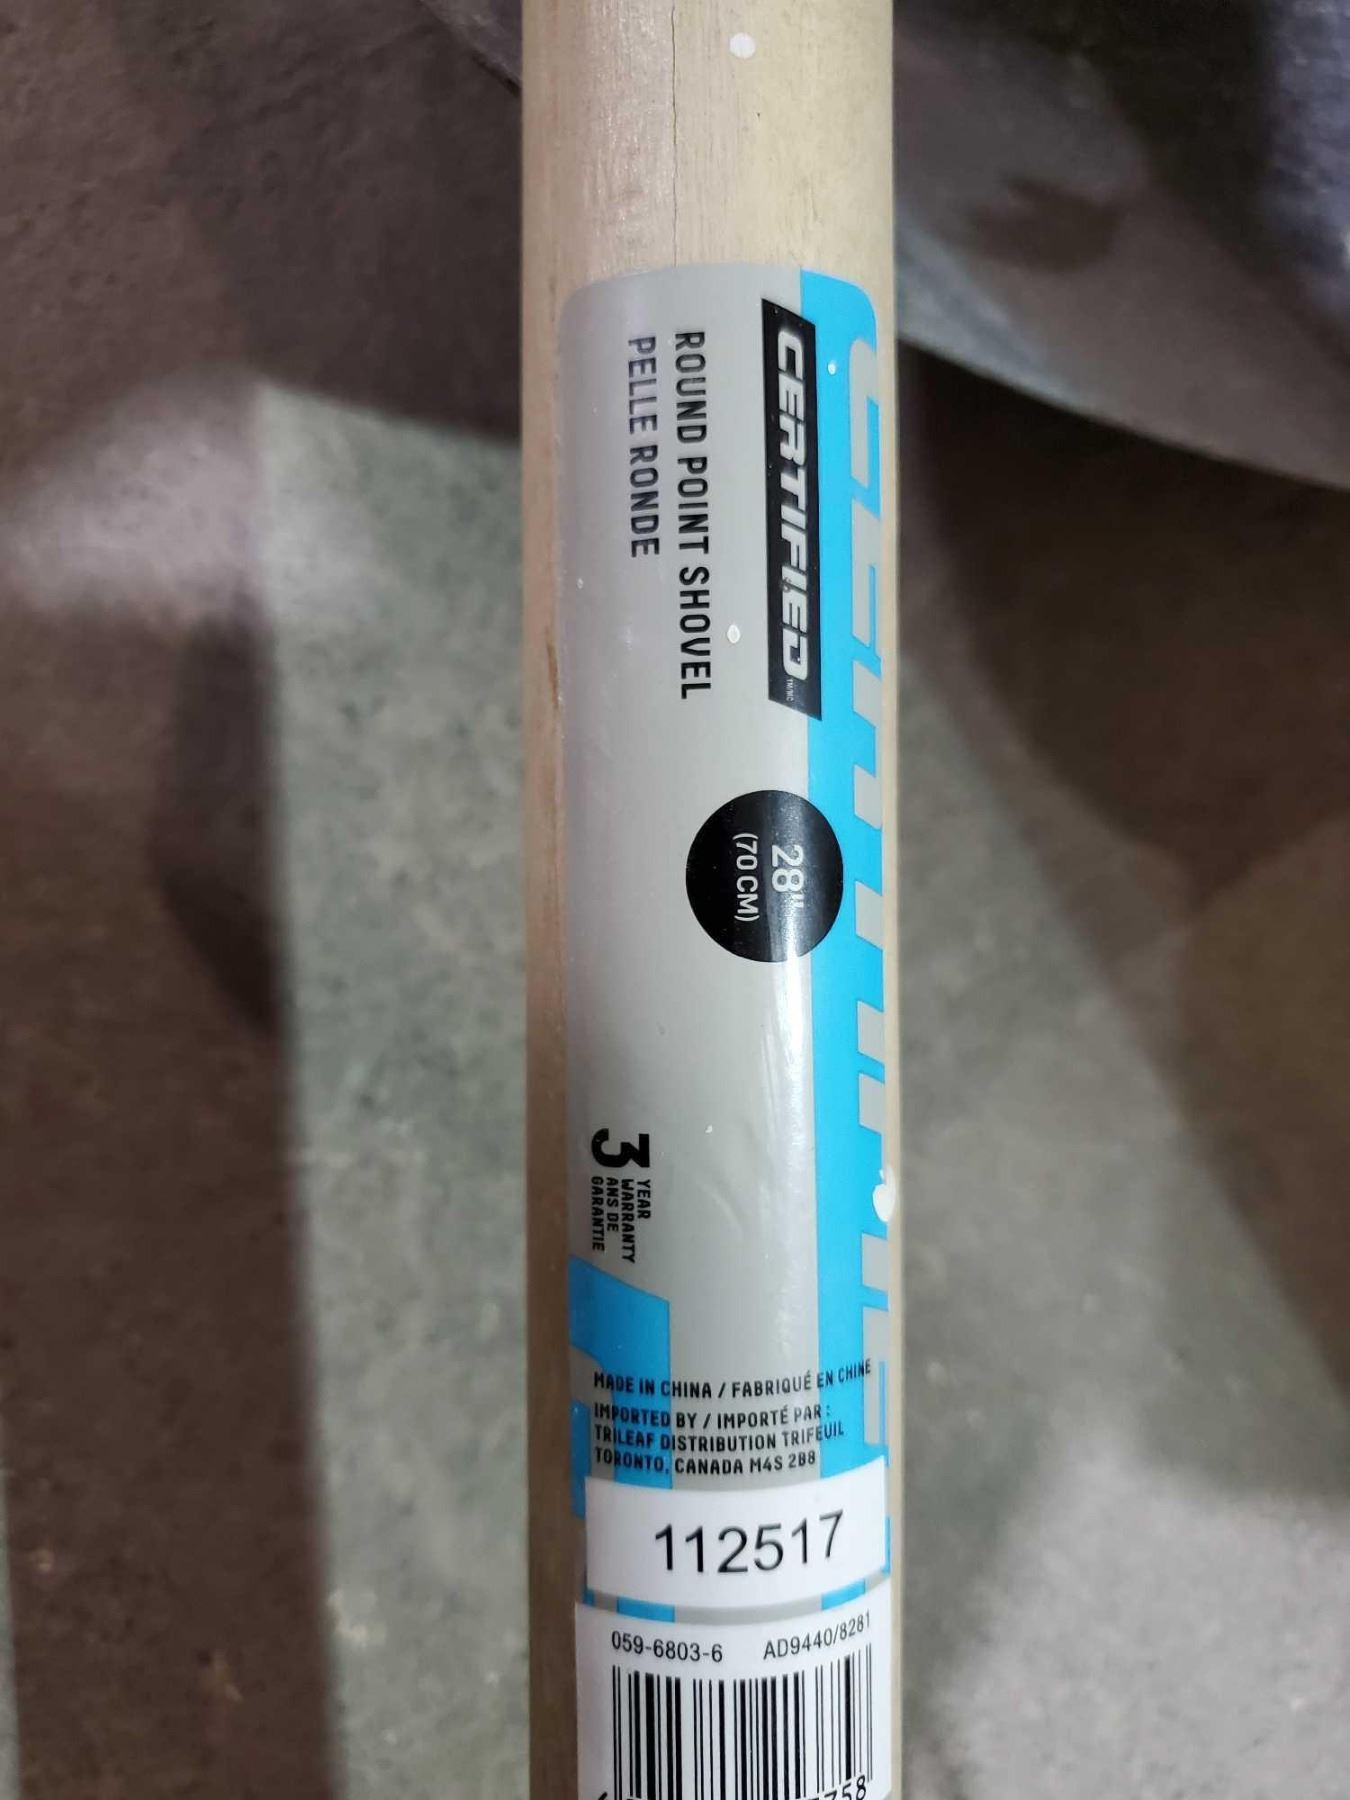 CERTIFIED TM/MC
ROUND POINT SHOVEL
PELLE RONDE
28"
(70 CM)
3 YEAR
WARRANTY
ANS DE
GARANTIE
MADE IN CHINA / FABRIQUÉ EN CHINE
IMPORTED BY / IMPORTÉ PAR :
TRILEAF DISTRIBUTION TRIFEUIL
TORONTO, CANADA M4S 2B8
112517
059-6803-6 AD9440/8281